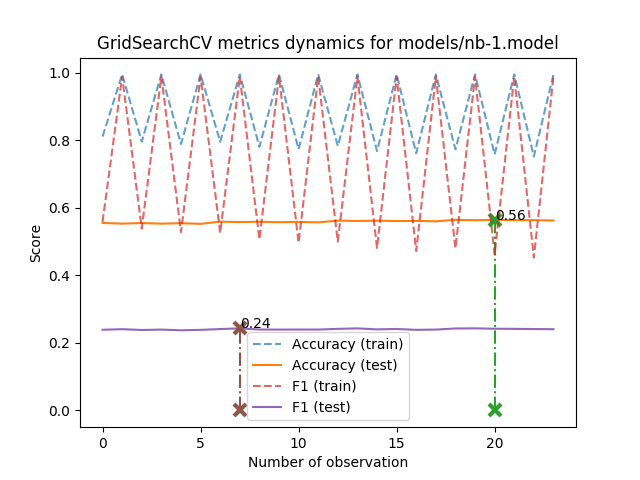 GridSearchCV metrics dynamics for models/nb-1.model
1.0
0.8
0.6
0.4
0.2
0.0
Score
0.56
0.24
Accuracy (train)
Accuracy (test)
F1 (train)
F1 (test)
0 5 10 15 20
Number of observation